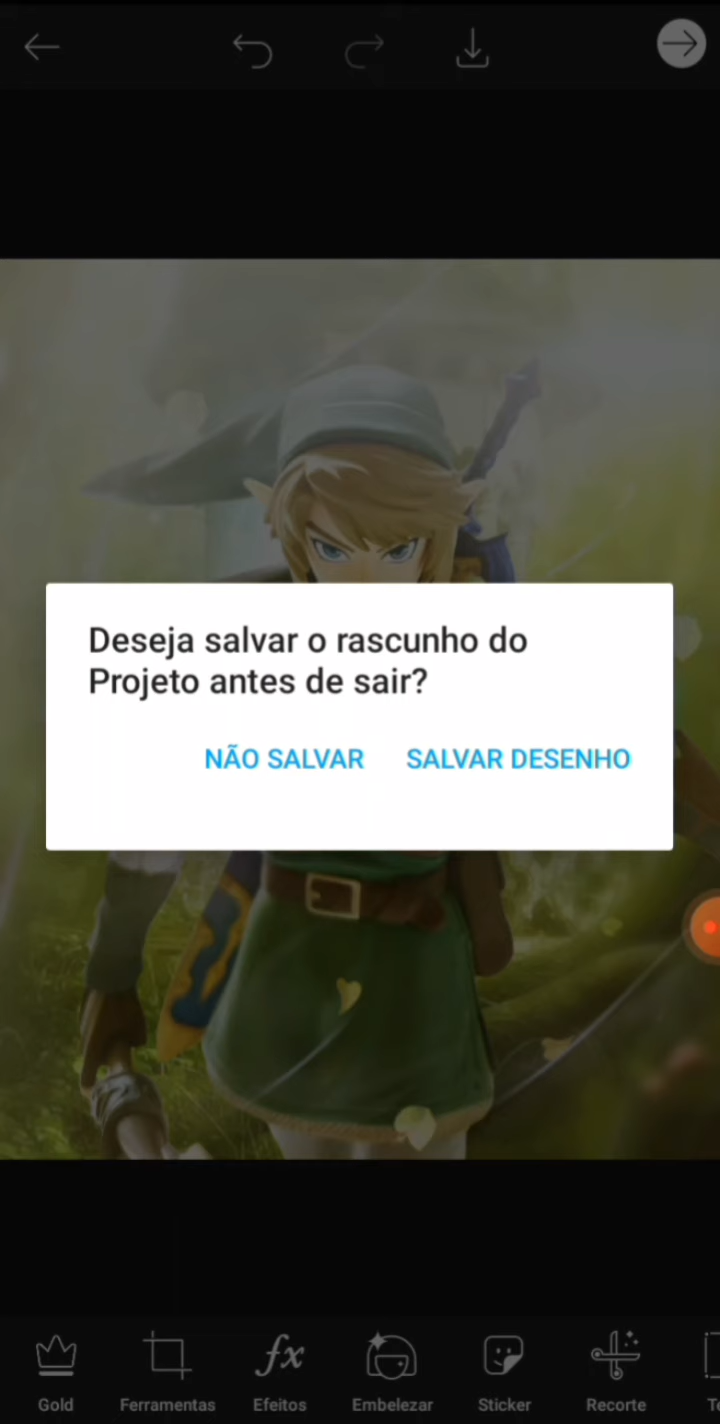 Deseja salvar o rascunho do
Projeto antes de sair?
NÃO SALVAR SALVAR DESENHO
Gold Ferramentas Efeitos Embelezar Sticker Recorte